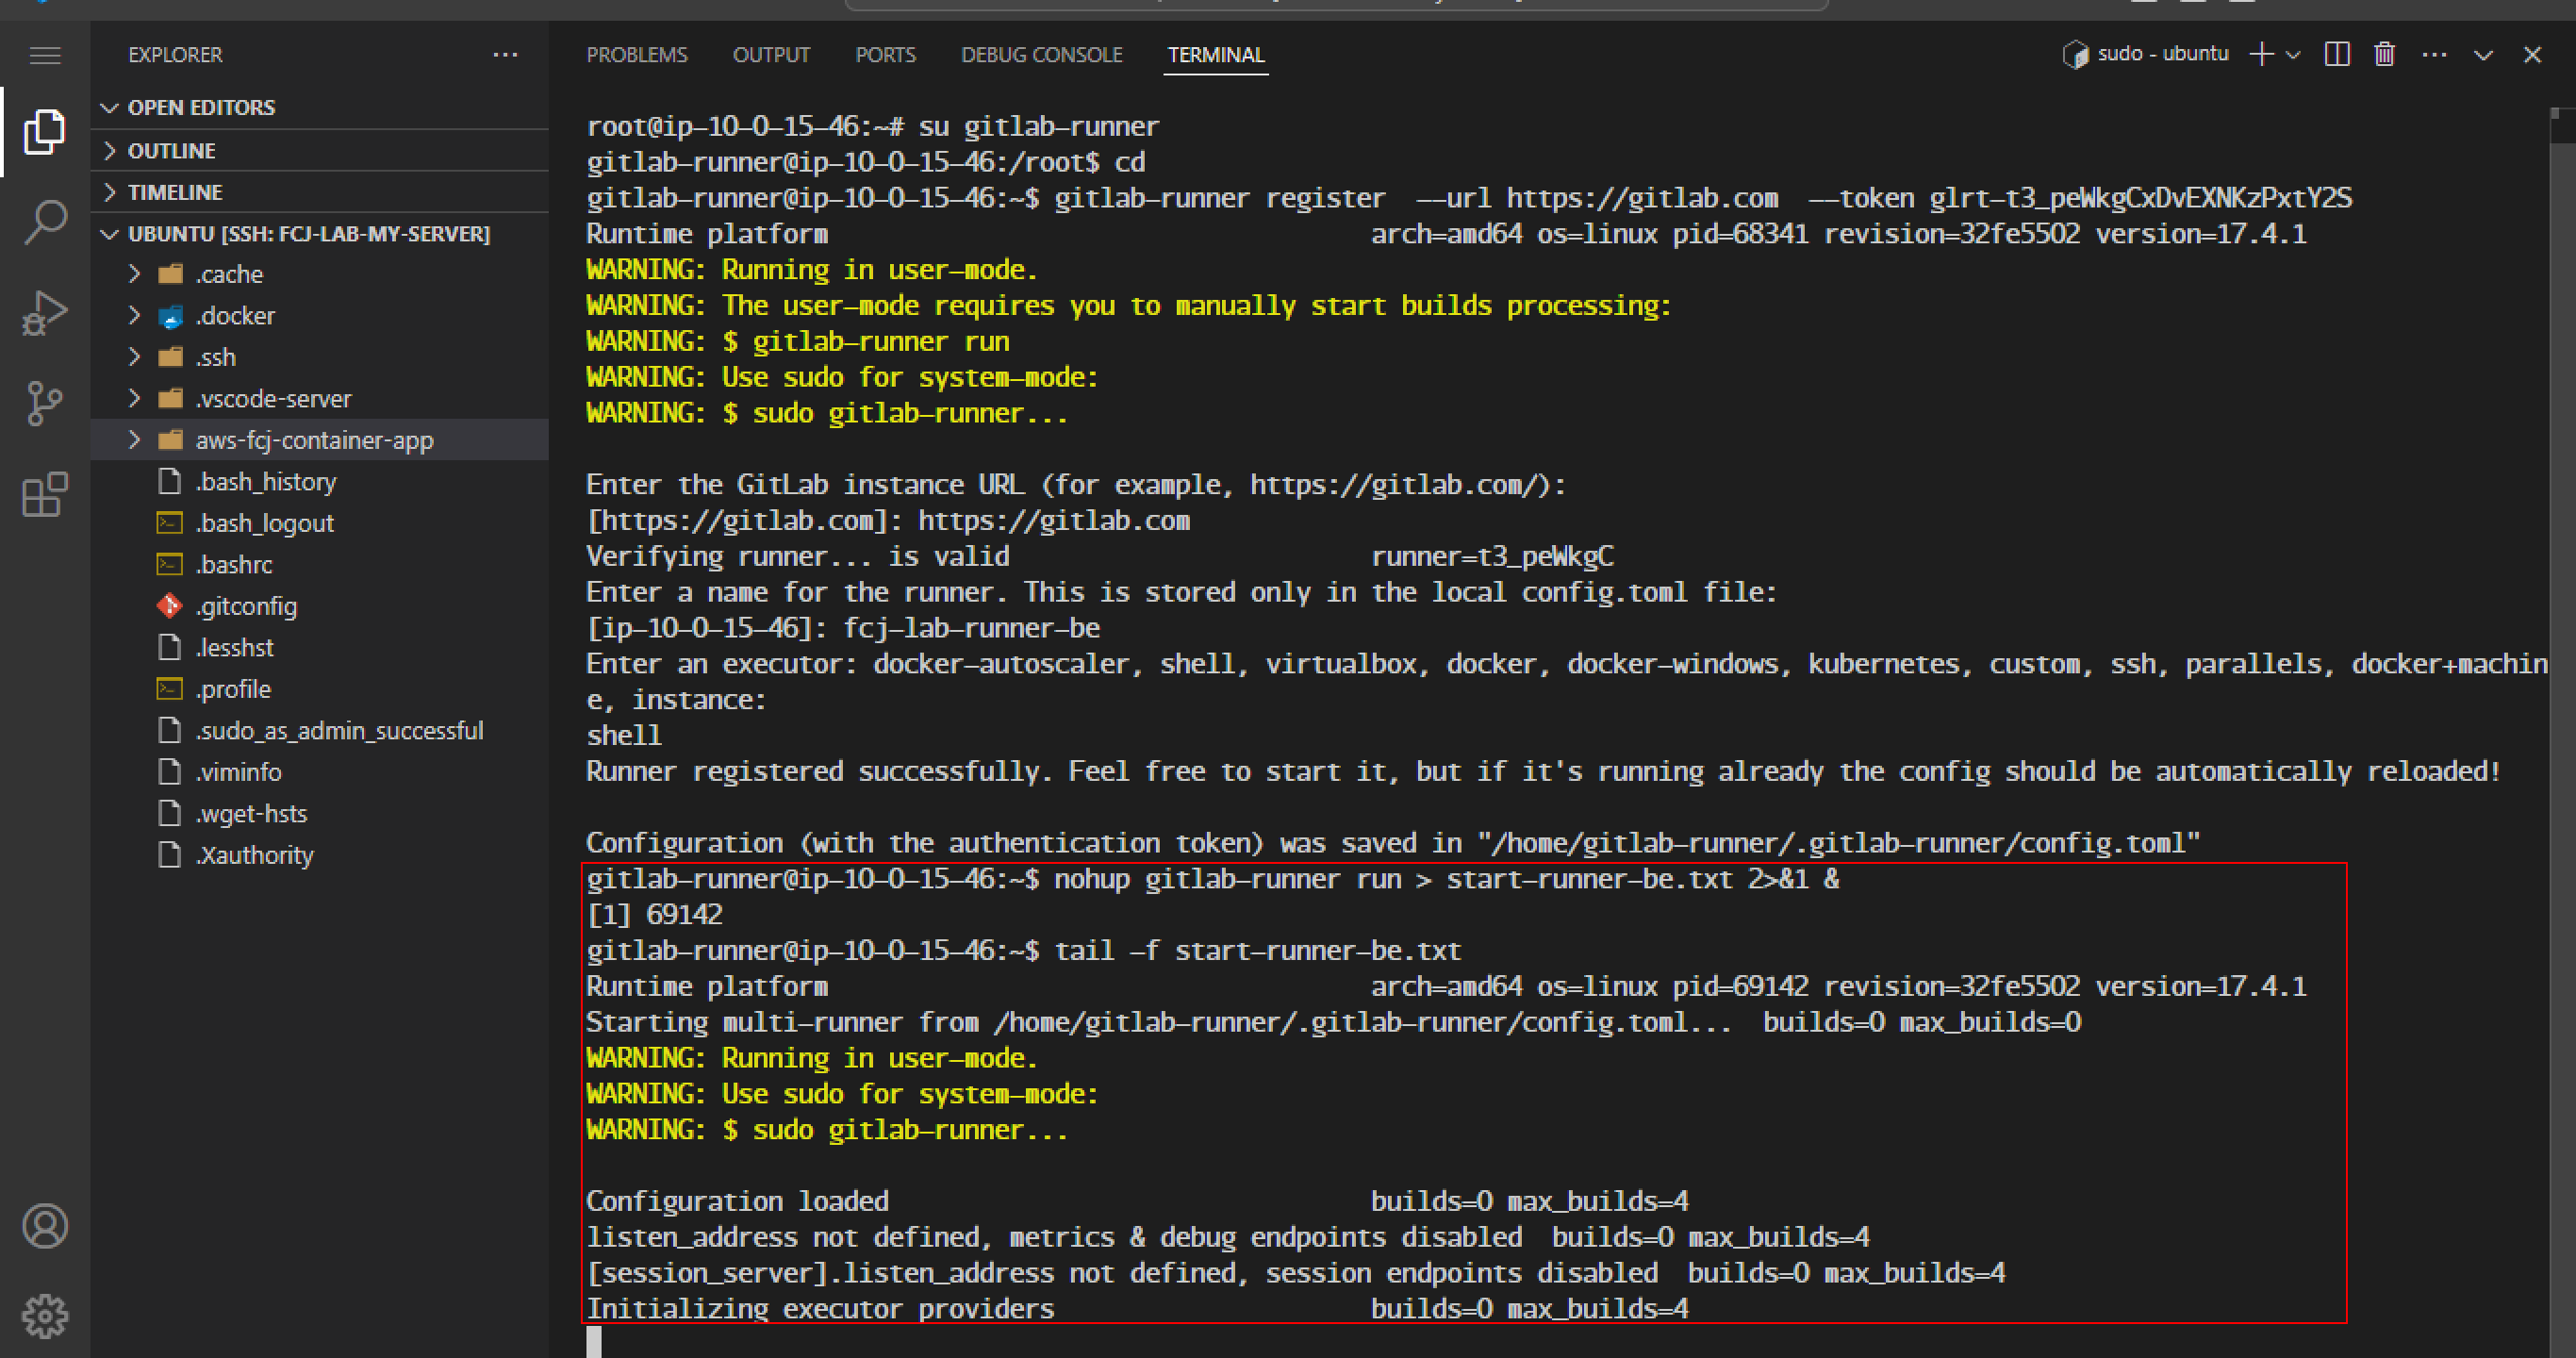 EXPLORER
OPEN EDITORS
OUTLINE
TIMELINE
UBUNTU [SSH: FCJ-LAB-MY-SERVER]
.cache
.docker
.ssh
.vscode-server
aws-fcj-container-app
.bash_history
.bash_logout
.bashrc
.gitconfig
.lesshst
.profile
.sudo_as_admin_successful
.viminfo
.wget-hsts
.Xauthority
PROBLEMS OUTPUT PORTS DEBUG CONSOLE TERMINAL
sudo - ubuntu
root@ip-10-0-15-46:~# su gitlab-runner
gitlab-runner@ip-10-0-15-46:/root$ cd
gitlab-runner@ip-10-0-15-46:~$ gitlab-runner register --url https://gitlab.com --token glrt-t3_peWkgCxDvEXNKzPxtY2S
Runtime platform arch=amd64 os=linux pid=68341 revision=32fe5502 version=17.4.1
WARNING: Running in user-mode.
WARNING: The user-mode requires you to manually start builds processing:
WARNING: $ gitlab-runner run
WARNING: Use sudo for system-mode:
WARNING: $ sudo gitlab-runner...
Enter the GitLab instance URL (for example, https://gitlab.com/):
[https://gitlab.com]: https://gitlab.com
Verifying runner... is valid runner=t3_peWkgC
Enter a name for the runner. This is stored only in the local config.toml file:
[ip-10-0-15-46]: fcj-lab-runner-be
Enter an executor: docker-autoscaler, shell, virtualbox, docker, docker-windows, kubernetes, custom, ssh, parallels, docker+machin
e, instance:
shell
Runner registered successfully. Feel free to start it, but if it's running already the config should be automatically reloaded!
Configuration (with the authentication token) was saved in "/home/gitlab-runner/.gitlab-runner/config.toml"
gitlab-runner@ip-10-0-15-46:~$ nohup gitlab-runner run > start-runner-be.txt 2>&1 &
[1] 69142
gitlab-runner@ip-10-0-15-46:~$ tail -f start-runner-be.txt
Runtime platform arch=amd64 os=linux pid=69142 revision=32fe5502 version=17.4.1
Starting multi-runner from /home/gitlab-runner/.gitlab-runner/config.toml... builds=0 max_builds=0
WARNING: Running in user-mode.
WARNING: Use sudo for system-mode:
WARNING: $ sudo gitlab-runner...
Configuration loaded builds=0 max_builds=4
listen_address not defined, metrics & debug endpoints disabled builds=0 max_builds=4
[session_server].listen_address not defined, session endpoints disabled builds=0 max_builds=4
Initializing executor providers builds=0 max_builds=4